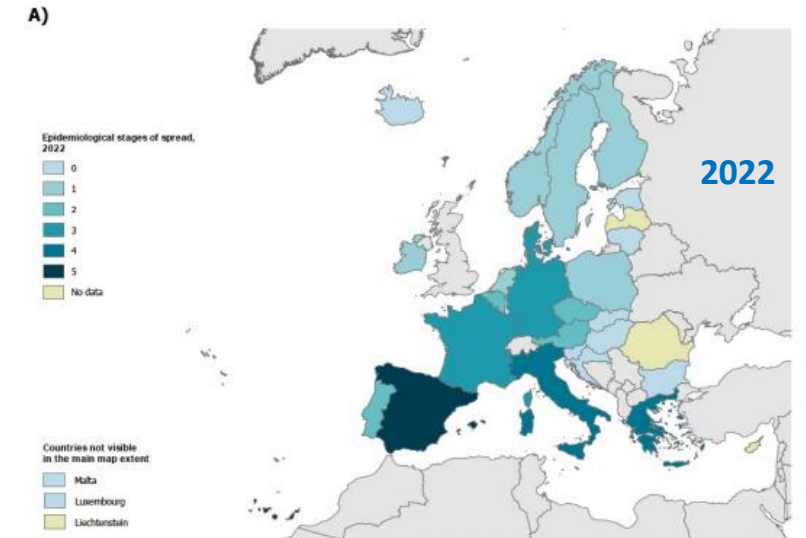 A)
Epidemiological stages of spread,
2022
0
1
2
3
4
5
No data
2022
Countries not visible
in the main map extent
Malta
Luxembourg
Liechtenstein